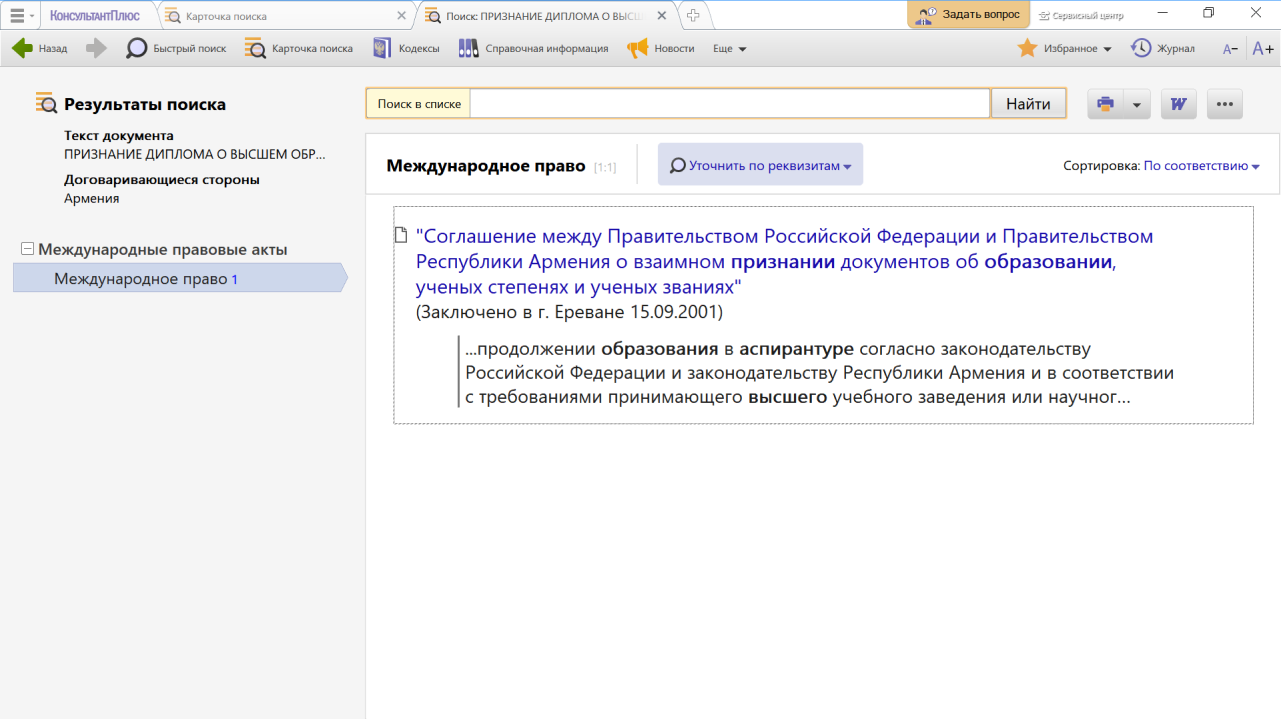 КонсультантПлюс
Карточка поиска
Поиск: ПРИЗНАНИЕ ДИПЛОМА О ВЫСШ
Задать вопрос
Сервисный центр
Назад
Быстрый поиск
Карточка поиска
Кодексы
Справочная информация
Новости
Еще
Избранное
Журнал
A−
A+
Результаты поиска
Текст документа
ПРИЗНАНИЕ ДИПЛОМА О ВЫСШЕМ ОБР...
Договаривающиеся стороны
Армения
Международные правовые акты
Международное право 1
Поиск в списке
Найти
W
Международное право [1:1]
Уточнить по реквизитам
Сортировка: По соответствию
"Соглашение между Правительством Российской Федерации и Правительством
Республики Армения о взаимном признании документов об образовании,
ученых степенях и ученых званиях"
(Заключено в г. Ереване 15.09.2001)
...продолжении образования в аспирантуре согласно законодательству
Российской Федерации и законодательству Республики Армения и в соответствии
с требованиями принимающего высшего учебного заведения или научног...